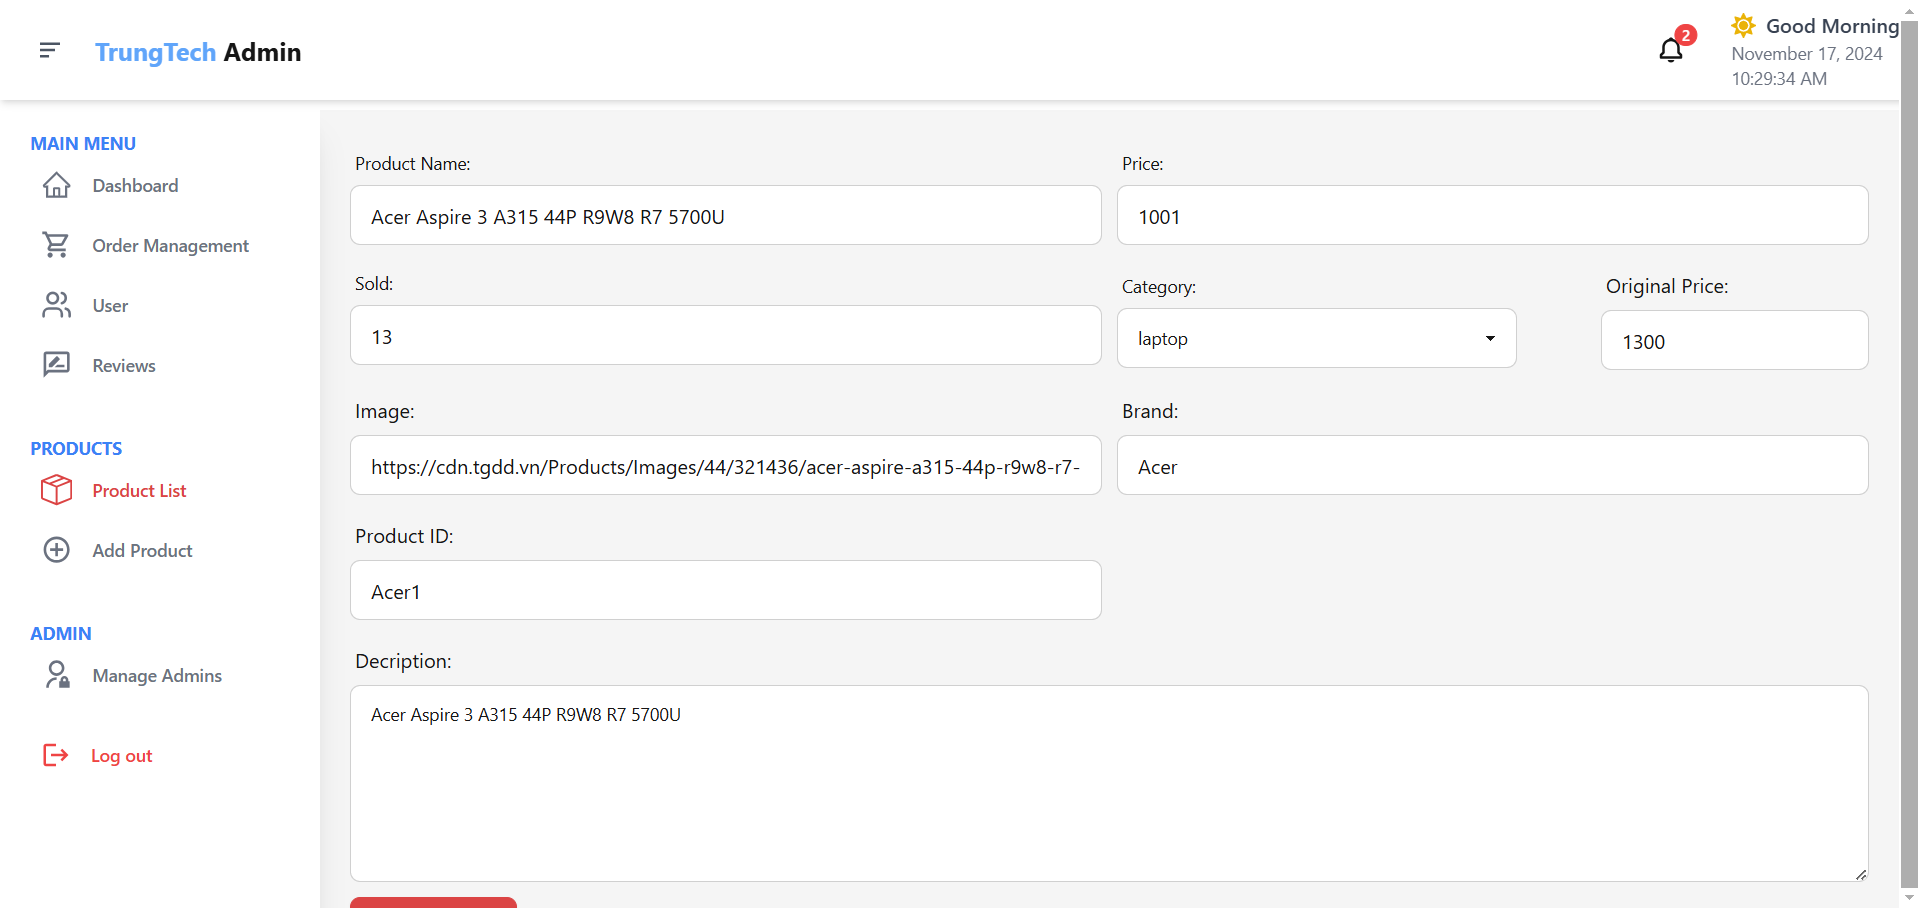 TrungTech Admin
2
Good Morning
November 17, 2024
10:29:34 AM
MAIN MENU
Dashboard
Order Management
User
Reviews
PRODUCTS
Product List
Add Product
ADMIN
Manage Admins
Log out
Product Name:
Acer Aspire 3 A315 44P R9W8 R7 5700U
Price:
1001
Sold:
13
Category:
laptop
Original Price:
1300
Image:
https://cdn.tgdd.vn/Products/Images/44/321436/acer-aspire-a315-44p-r9w8-r7-
Brand:
Acer
Product ID:
Acer1
Decription:
Acer Aspire 3 A315 44P R9W8 R7 5700U